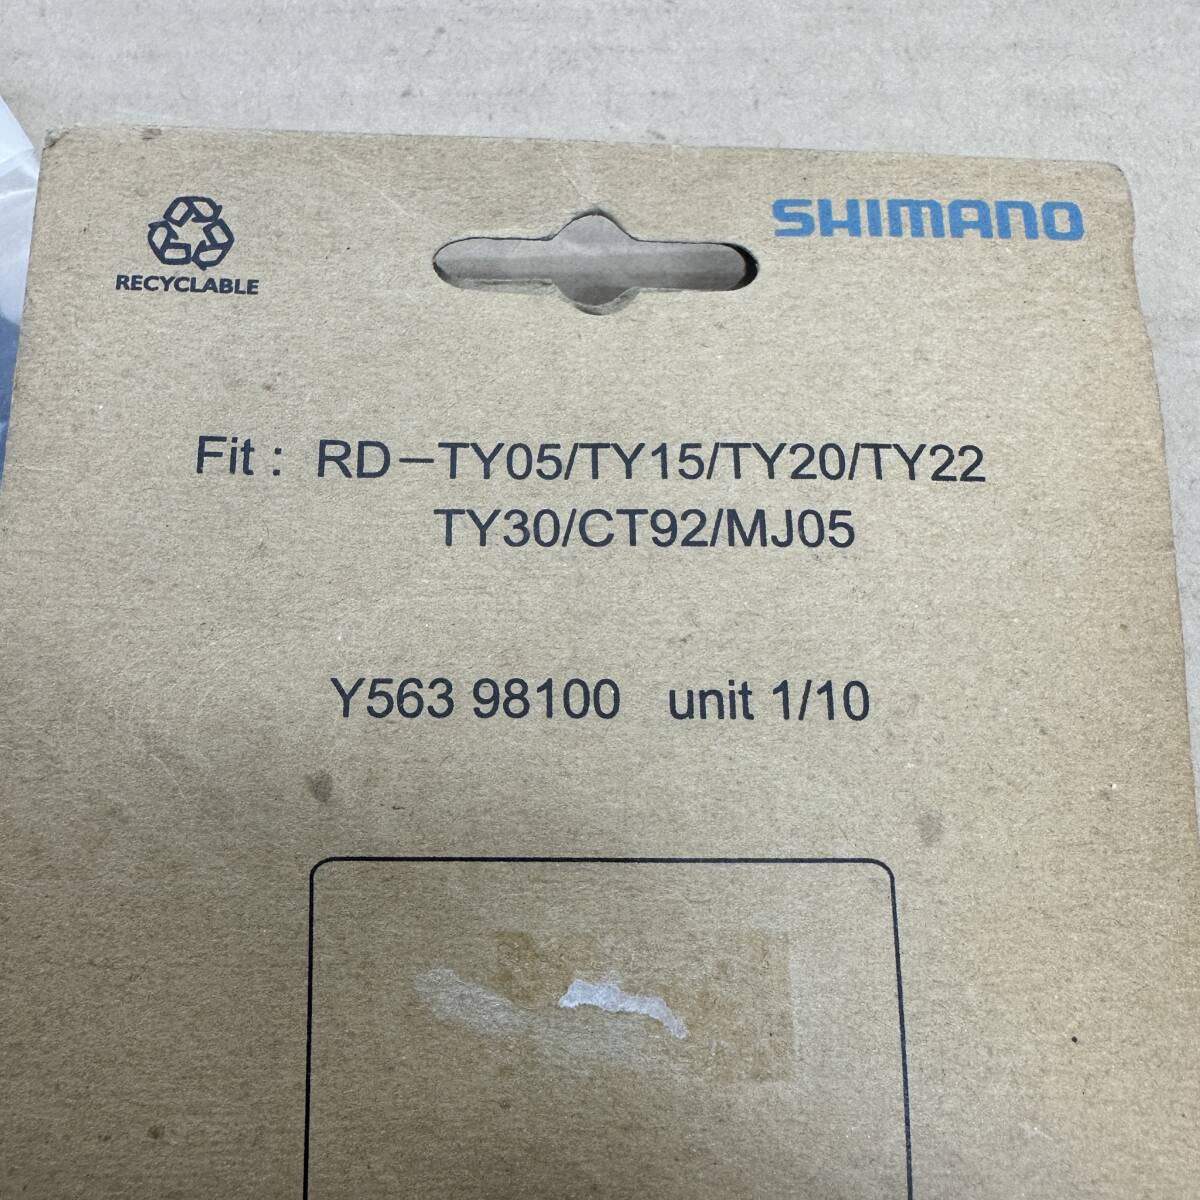 SHIMANO
RECYCLABLE
Fit : RD-TY05/TY15/TY20/TY22
TY30/CT92/MJ05
Y563 98100 unit 1/10